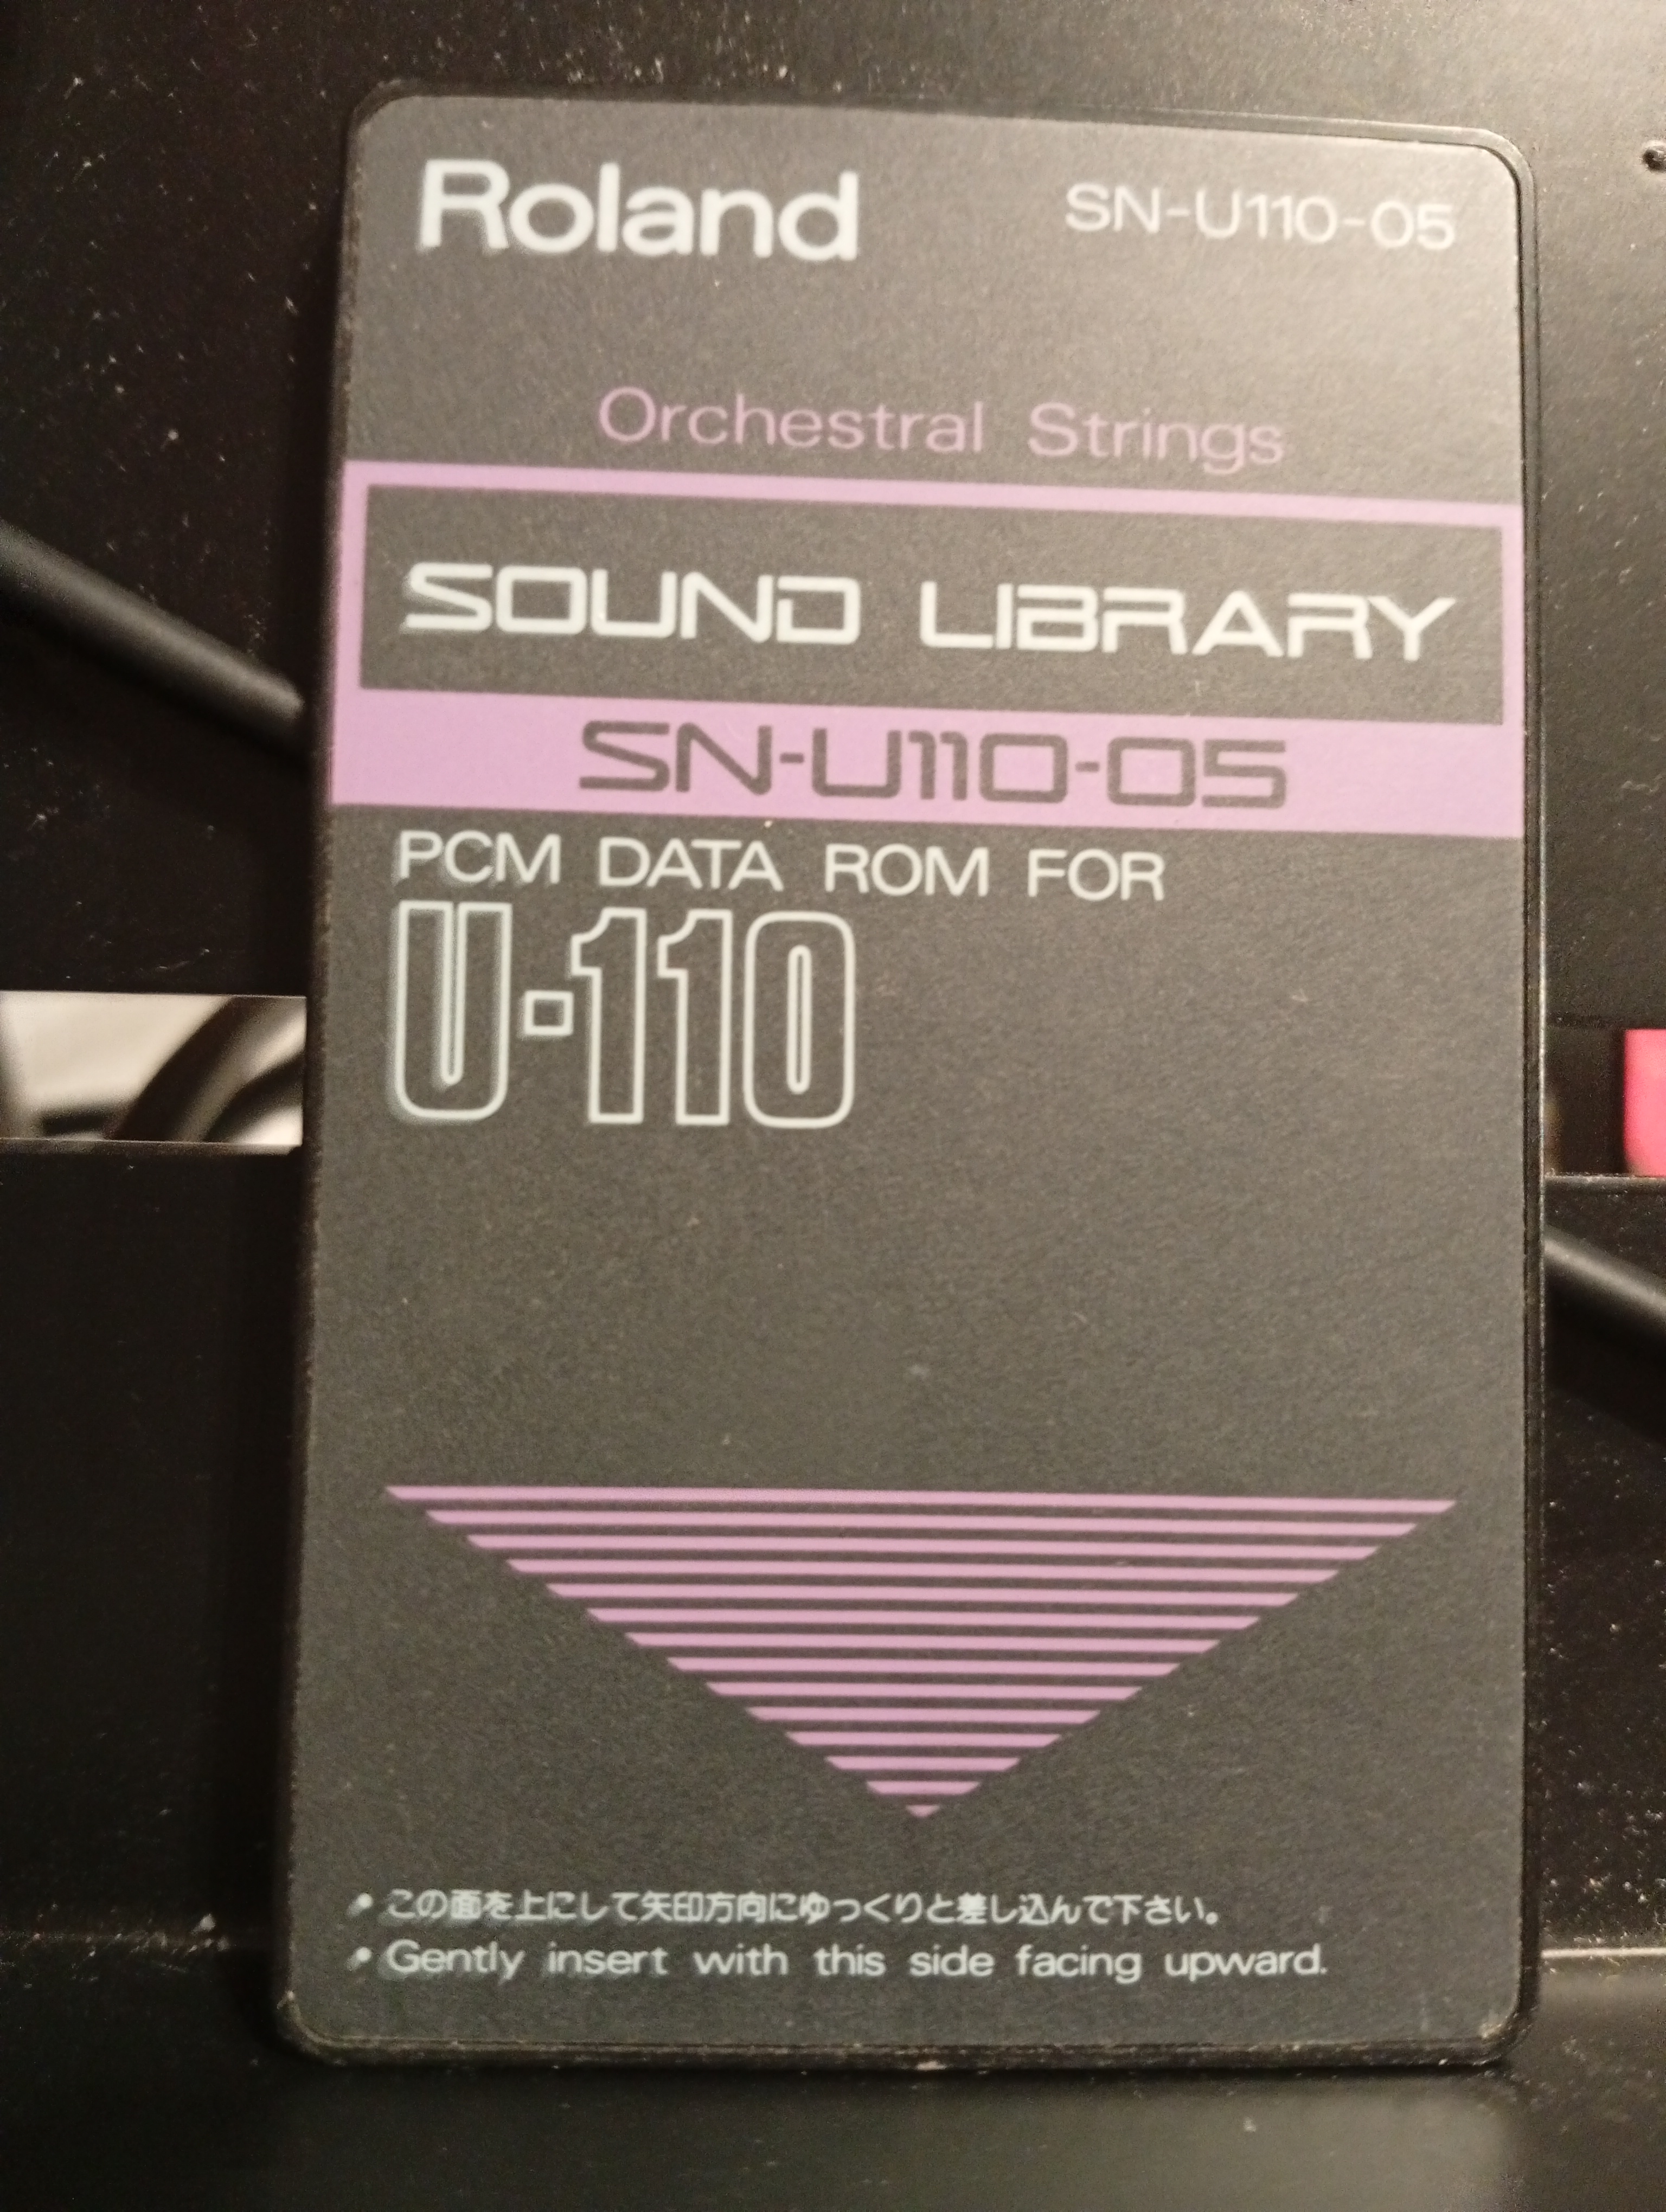 Roland SN-U110-05
Orchestral Strings
SOUND LIBRARY
SN-U110-05
PCM DATA ROM FOR
U-110
• この面を上にして矢印方向にゆっくりと差し込んで下さい。
• Gently insert with this side facing upward.